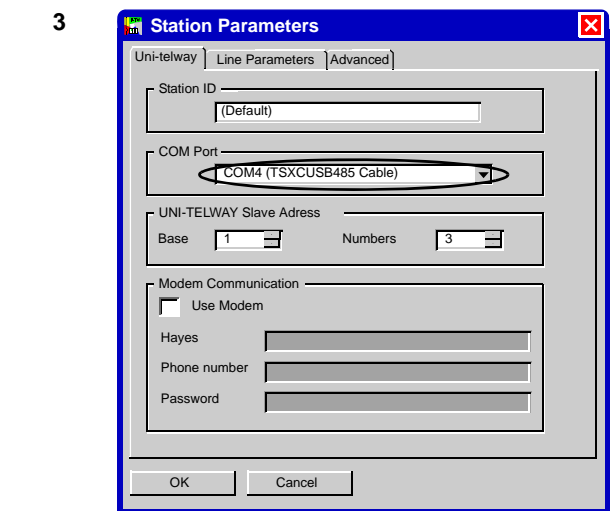 3
Station Parameters
Uni-telway
Line Parameters
Advanced
Station ID
(Default)
COM Port
COM4 (TSXCUSB485 Cable)
UNI-TELWAY Slave Adress
Base 1 Numbers 3
Modem Communication
Use Modem
Hayes
Phone number
Password
OK Cancel